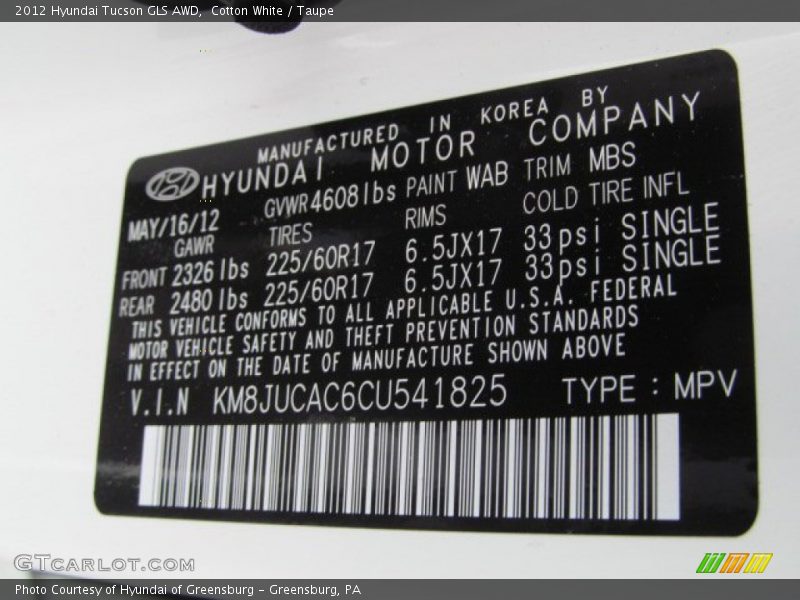 2012 Hyundai Tucson GLS AWD, Cotton White / Taupe
MANUFACTURED IN KOREA BY
HYUNDAI MOTOR COMPANY
MAY/16/12 GVWR 4608 lbs PAINT WAB TRIM MBS
GAWR TIRES RIMS COLD TIRE INFL
FRONT 2326 lbs 225/60R17 6.5JX17 33psi SINGLE
REAR 2480 lbs 225/60R17 6.5JX17 33psi SINGLE
THIS VEHICLE CONFORMS TO ALL APPLICABLE U.S.A. FEDERAL
MOTOR VEHICLE SAFETY AND THEFT PREVENTION STANDARDS
IN EFFECT ON THE DATE OF MANUFACTURE SHOWN ABOVE
V.I.N KM8JUCAC6CU541825 TYPE : MPV
GTCARLOT.COM
Photo Courtesy of Hyundai of Greensburg - Greensburg, PA